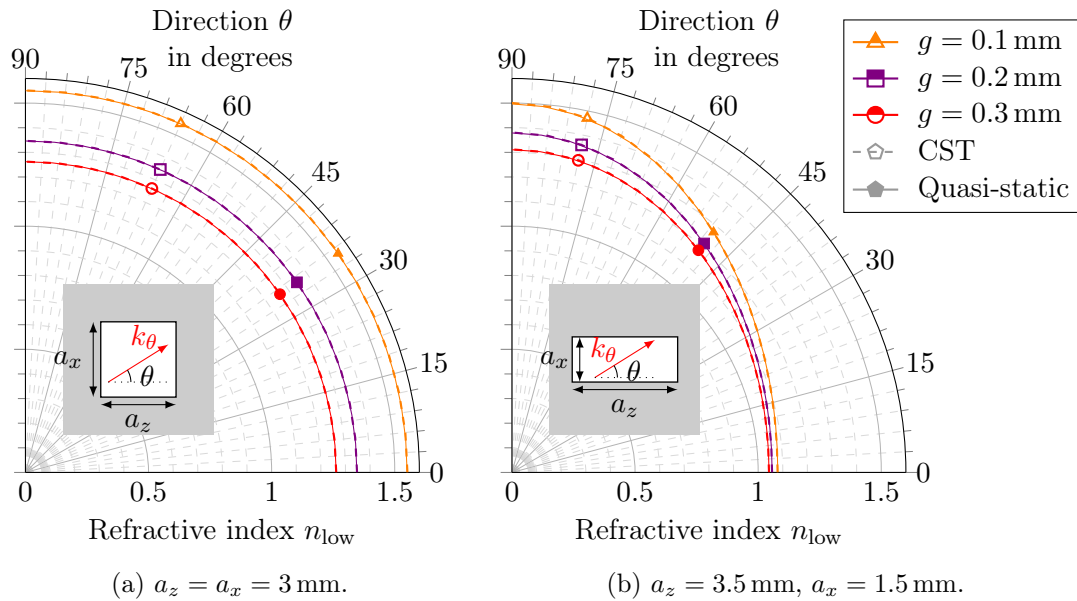 Direction θ
in degrees
90
75
60
45
30
15
0
0
0.5
1
1.5
Refractive index n_low
a_x
k_θ
θ
a_z
(a) a_z = a_x = 3 mm.
Direction θ
in degrees
90
75
60
45
30
15
0
0
0.5
1
1.5
Refractive index n_low
a_x
k_θ
θ
a_z
(b) a_z = 3.5 mm, a_x = 1.5 mm.
g = 0.1 mm
g = 0.2 mm
g = 0.3 mm
CST
Quasi-static